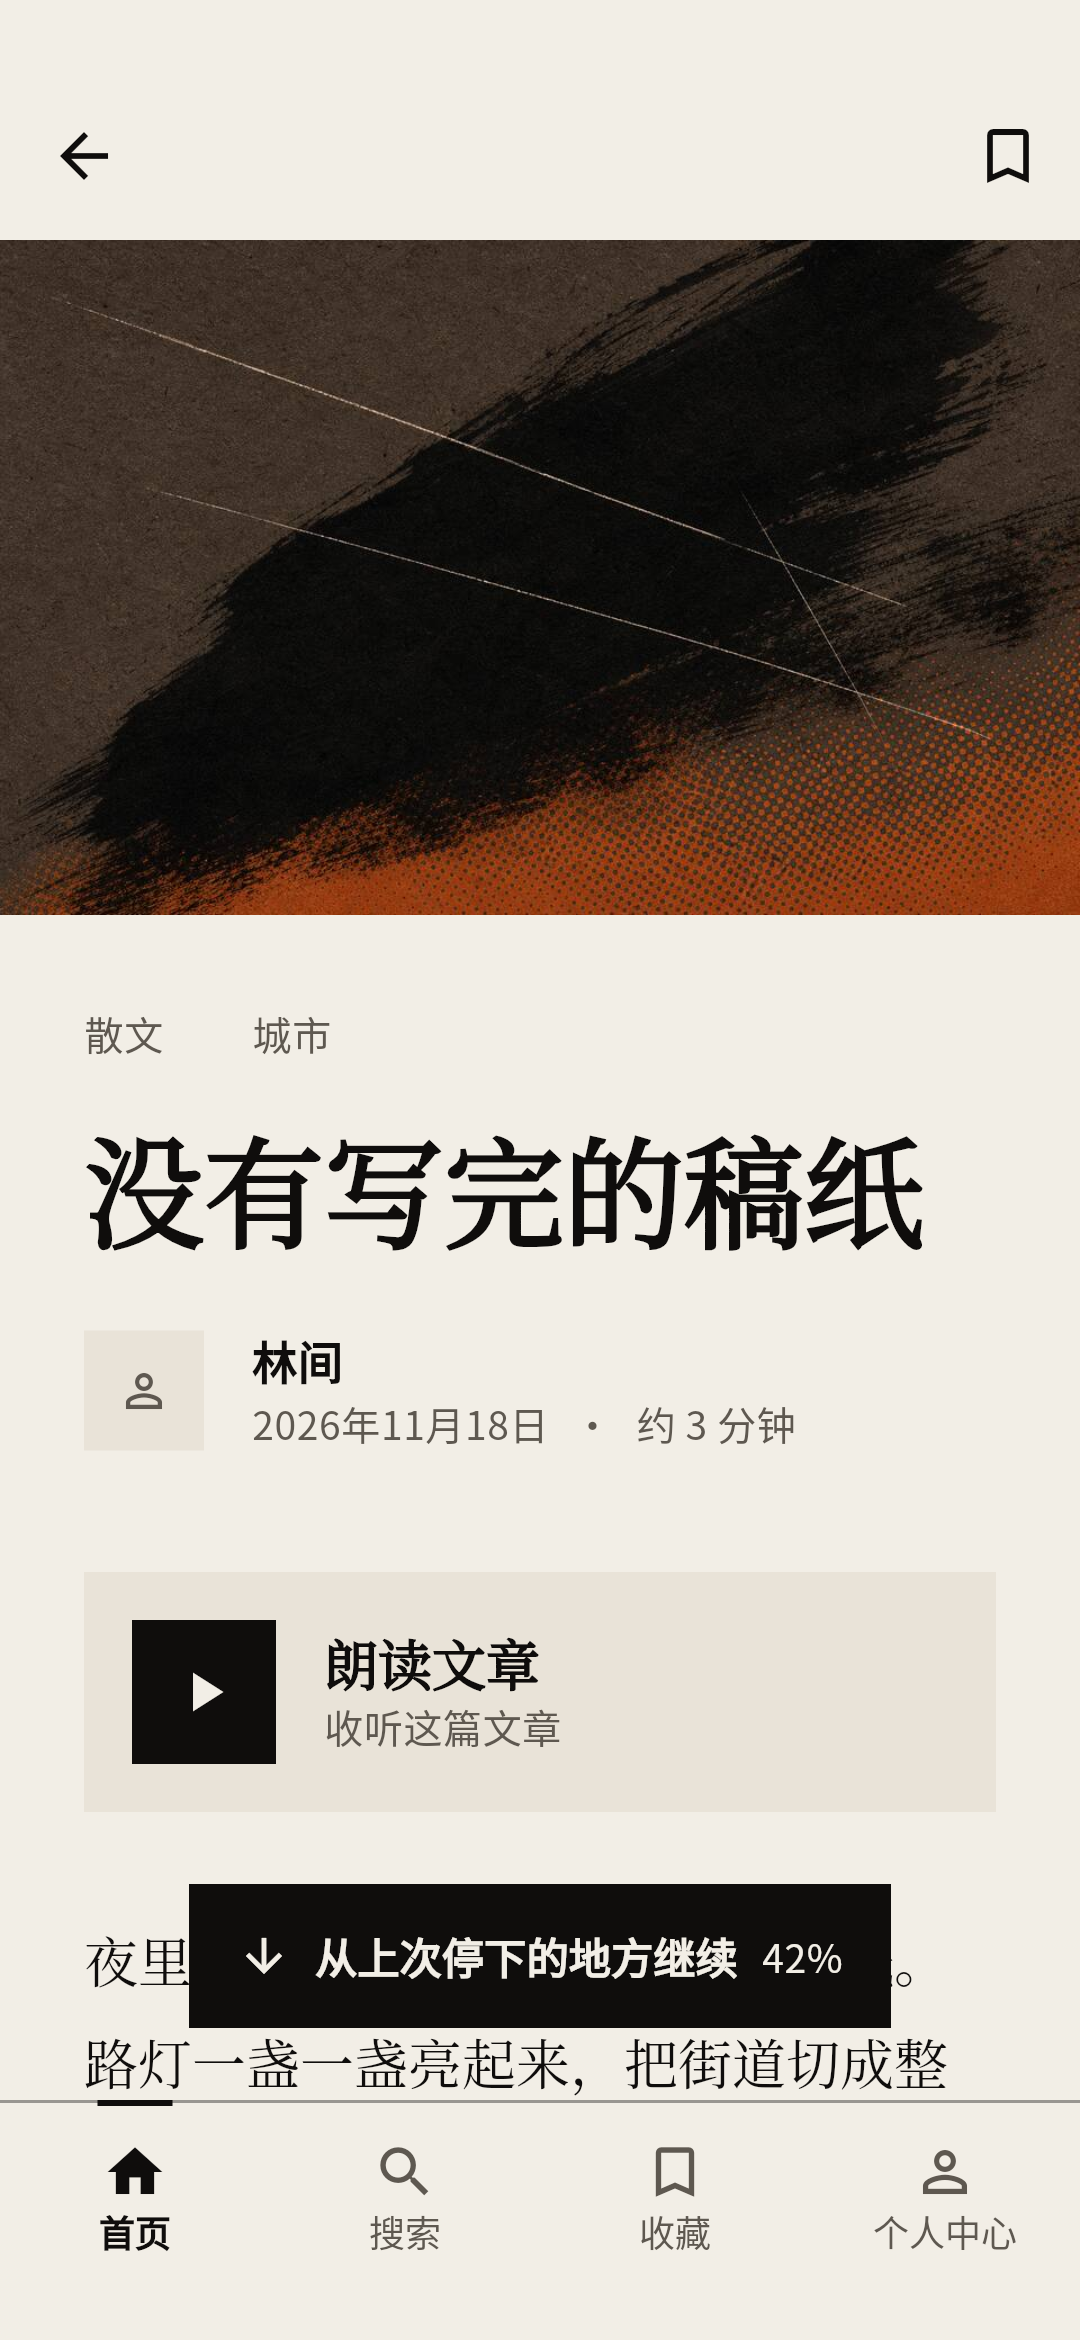 散文 城市
没有写完的稿纸
林间
2026年11月18日 · 约 3 分钟
朗读文章
收听这篇文章
夜里
从上次停下的地方继续 42%
。
路灯一盏一盏亮起来，把街道切成整
首页 搜索 收藏 个人中心